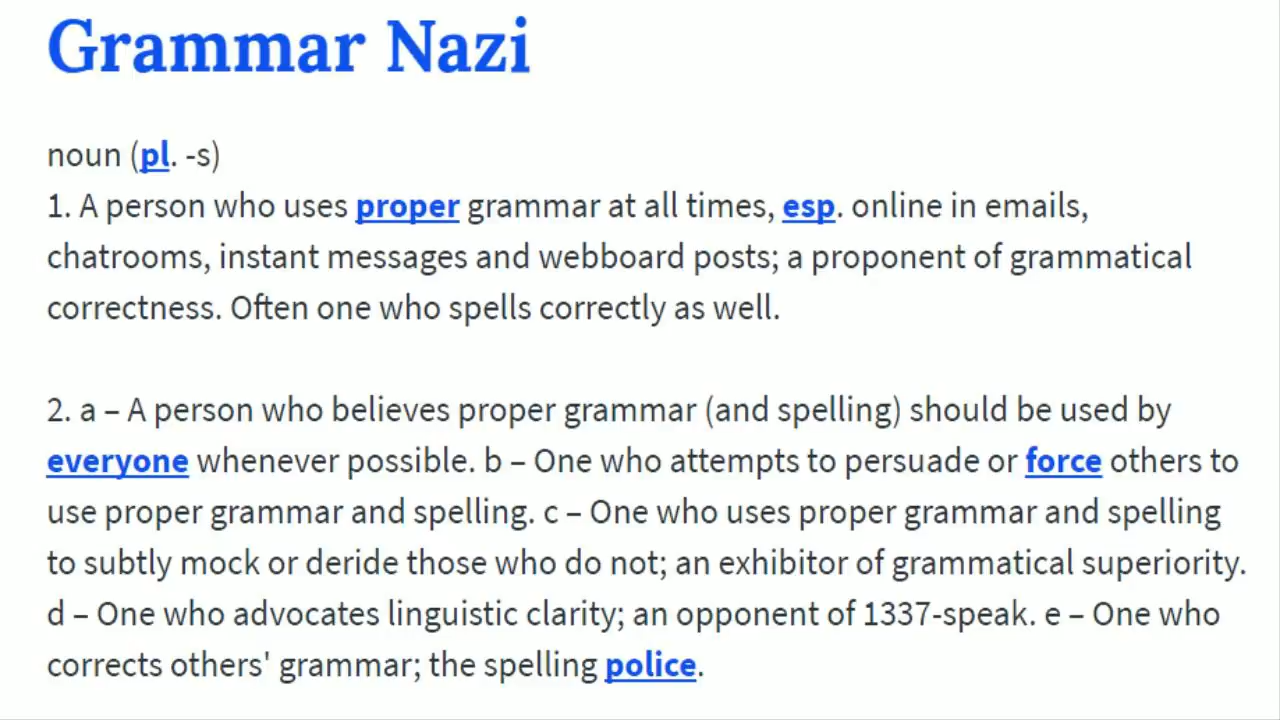 Grammar Nazi
noun (pl. -s)
1. A person who uses proper grammar at all times, esp. online in emails,
chatrooms, instant messages and webboard posts; a proponent of grammatical
correctness. Often one who spells correctly as well.
2. a – A person who believes proper grammar (and spelling) should be used by
everyone whenever possible. b – One who attempts to persuade or force others to
use proper grammar and spelling. c – One who uses proper grammar and spelling
to subtly mock or deride those who do not; an exhibitor of grammatical superiority.
d – One who advocates linguistic clarity; an opponent of 1337-speak. e – One who
corrects others' grammar; the spelling police.